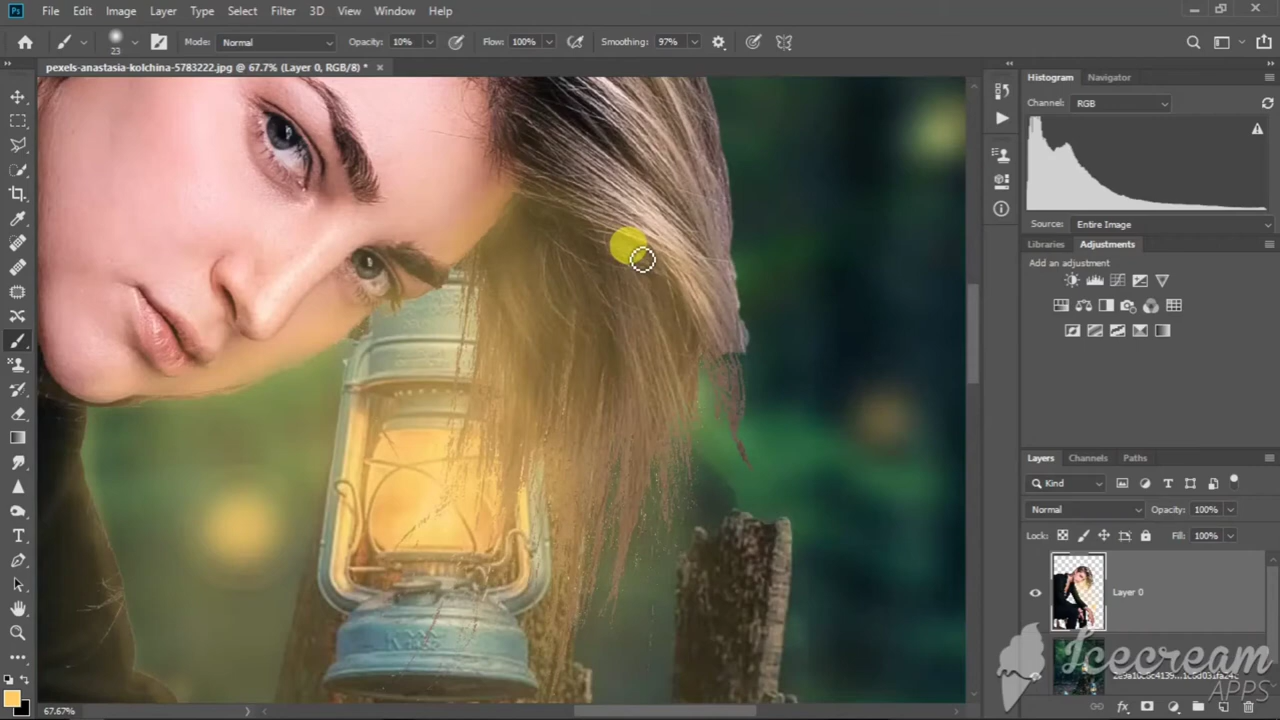 Ps File Edit Image Layer Type Select Filter 3D View Window Help
23 Mode: Normal Opacity: 10% Flow: 100% Smoothing: 97%
pexels-anastasia-kolchina-5783222.jpg @ 67.7% (Layer 0, RGB/8) *
Histogram Navigator
Channel: RGB
Source: Entire Image
Libraries Adjustments
Add an adjustment
Layers Channels Paths
Kind
Normal Opacity: 100%
Lock: Fill: 100%
Layer 0
Icecream
APPS
67.67%